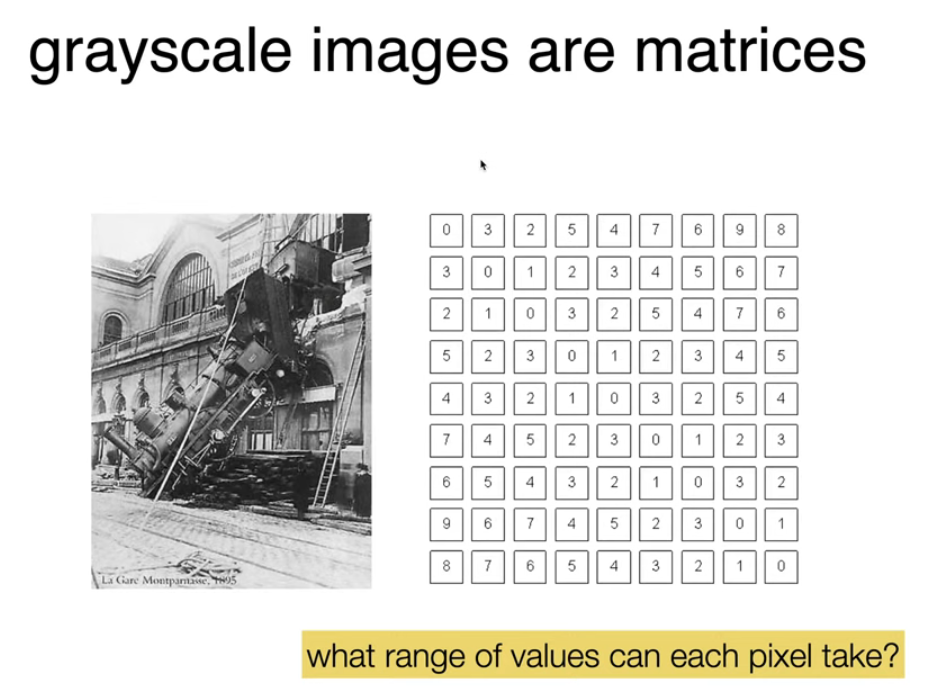 grayscale images are matrices
0 3 2 5 4 7 6 9 8
3 0 1 2 3 4 5 6 7
2 1 0 3 2 5 4 7 6
5 2 3 0 1 2 3 4 5
4 3 2 1 0 3 2 5 4
7 4 5 2 3 0 1 2 3
6 5 4 3 2 1 0 3 2
9 6 7 4 5 2 3 0 1
8 7 6 5 4 3 2 1 0
La Gare Montparnasse, 1895
what range of values can each pixel take?